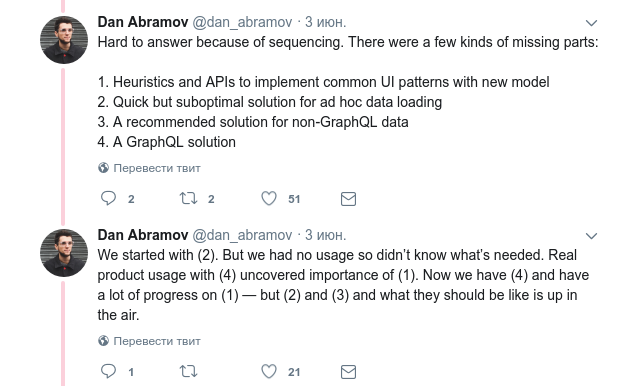 Dan Abramov @dan_abramov · 3 июн.
Hard to answer because of sequencing. There were a few kinds of missing parts:
1. Heuristics and APIs to implement common UI patterns with new model
2. Quick but suboptimal solution for ad hoc data loading
3. A recommended solution for non-GraphQL data
4. A GraphQL solution
Перевести твит
2 2 51
Dan Abramov @dan_abramov · 3 июн.
We started with (2). But we had no usage so didn’t know what’s needed. Real
product usage with (4) uncovered importance of (1). Now we have (4) and have
a lot of progress on (1) — but (2) and (3) and what they should be like is up in
the air.
Перевести твит
1 21